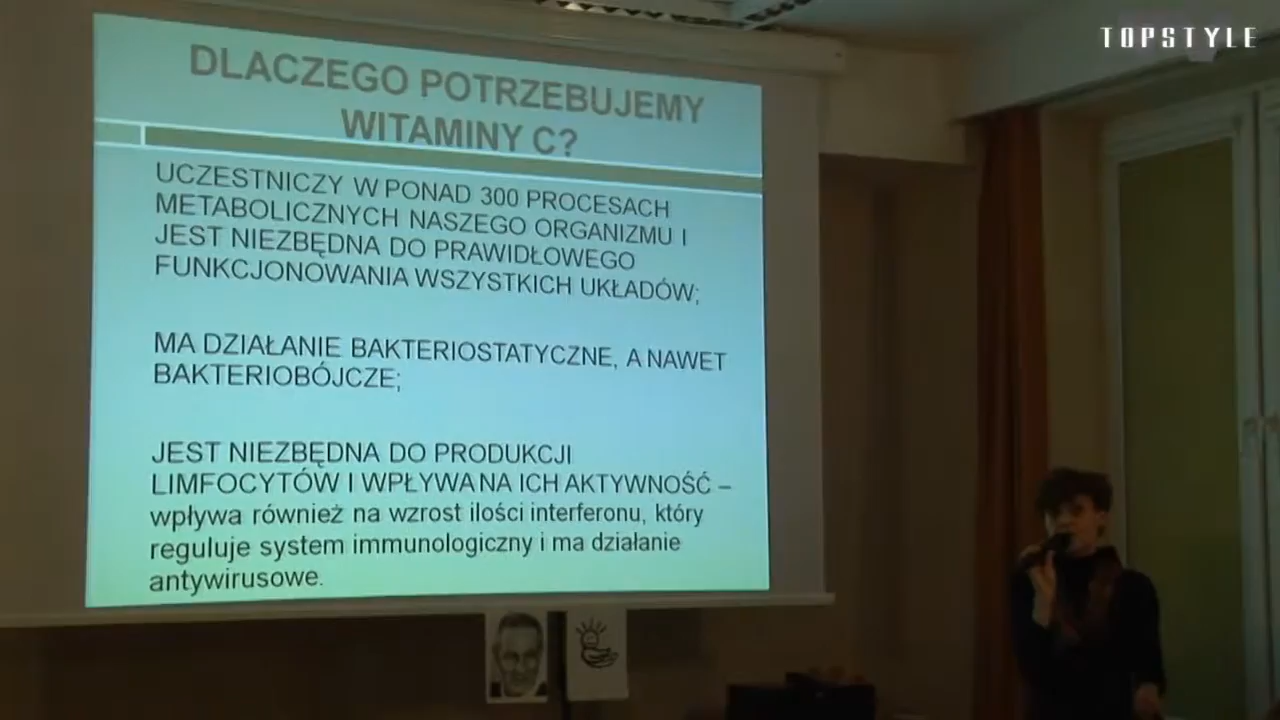 TOPSTYLE
DLACZEGO POTRZEBUJEMY
WITAMINY C?
UCZESTNICZY W PONAD 300 PROCESACH
METABOLICZNYCH NASZEGO ORGANIZMU I
JEST NIEZBĘDNA DO PRAWIDŁOWEGO
FUNKCJONOWANIA WSZYSTKICH UKŁADÓW;
MA DZIAŁANIE BAKTERIOSTATYCZNE, A NAWET
BAKTERIOBÓJCZE;
JEST NIEZBĘDNA DO PRODUKCJI
LIMFOCYTÓW I WPŁYWA NA ICH AKTYWNOŚĆ –
wpływa również na wzrost ilości interferonu, który
reguluje system immunologiczny i ma działanie
antywirusowe.